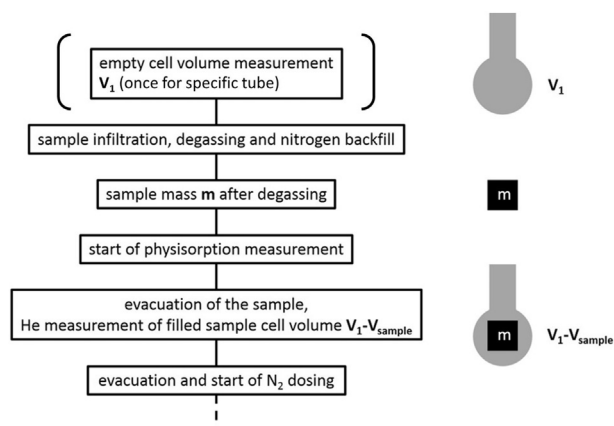 empty cell volume measurement
V₁ (once for specific tube)
V₁
sample infiltration, degassing and nitrogen backfill
sample mass m after degassing
m
start of physisorption measurement
evacuation of the sample,
He measurement of filled sample cell volume V₁-Vsample
m
V₁-Vsample
evacuation and start of N₂ dosing